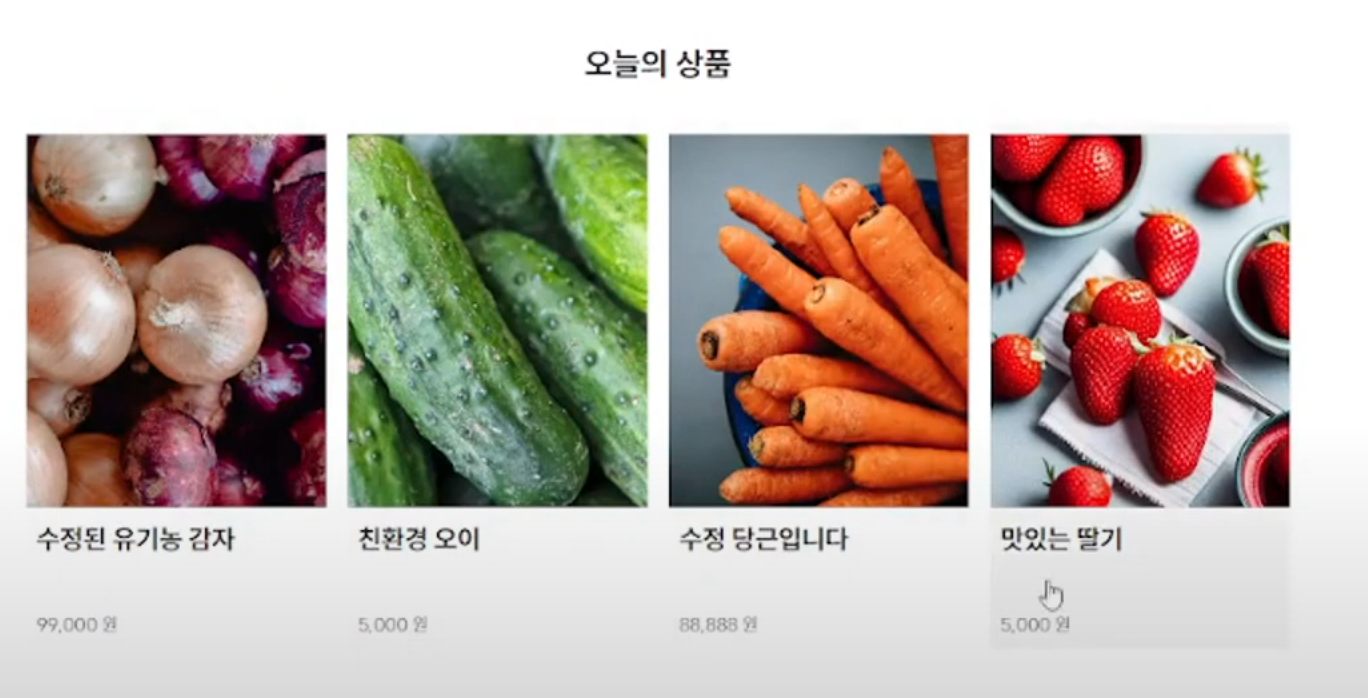 오늘의 상품
수정된 유기농 감자
99,000 원
친환경 오이
5,000 원
수정 당근입니다
88,888 원
맛있는 딸기
5,000 원